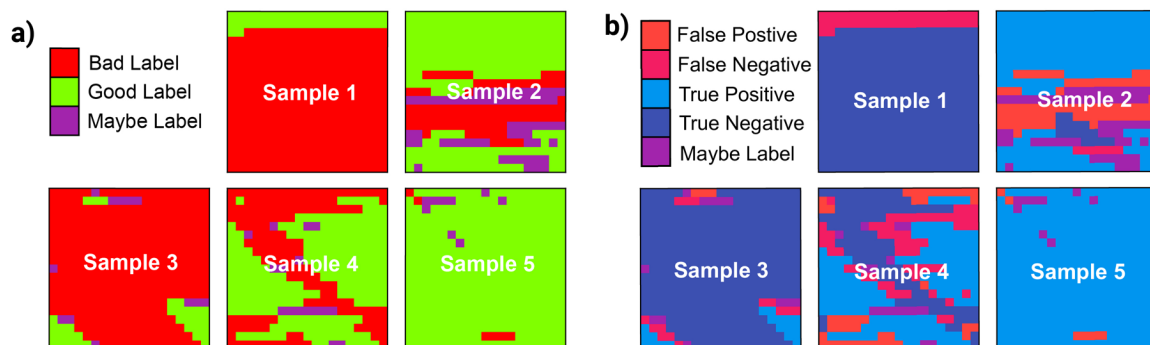 a)
Bad Label
Good Label
Maybe Label
Sample 1
Sample 2
Sample 3
Sample 4
Sample 5
b)
False Postive
False Negative
True Positive
True Negative
Maybe Label
Sample 1
Sample 2
Sample 3
Sample 4
Sample 5